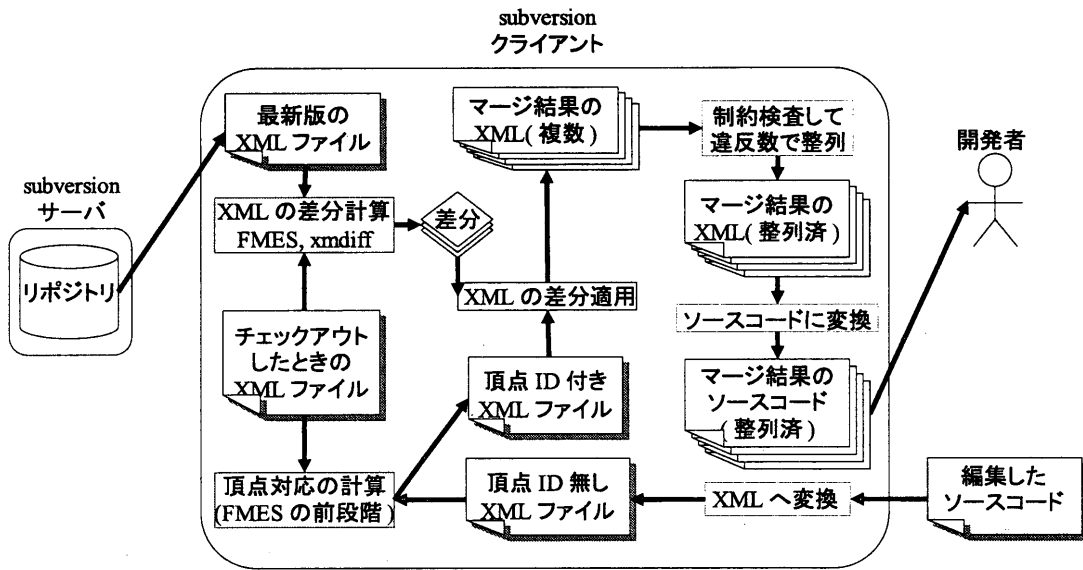 subversion
クライアント
最新版の
XML ファイル
マージ結果の
XML( 複数 )
制約検査して
違反数で整列
開発者
subversion
サーバ
リポジトリ
XML の差分計算
FMES, xmdiff
差分
マージ結果の
XML( 整列済 )
XML の差分適用
ソースコードに変換
チェックアウト
したときの
XML ファイル
頂点 ID 付き
XML ファイル
マージ結果の
ソースコード
( 整列済 )
頂点対応の計算
(FMES の前段階 )
頂点 ID 無し
XML ファイル
XML へ変換
編集した
ソースコード